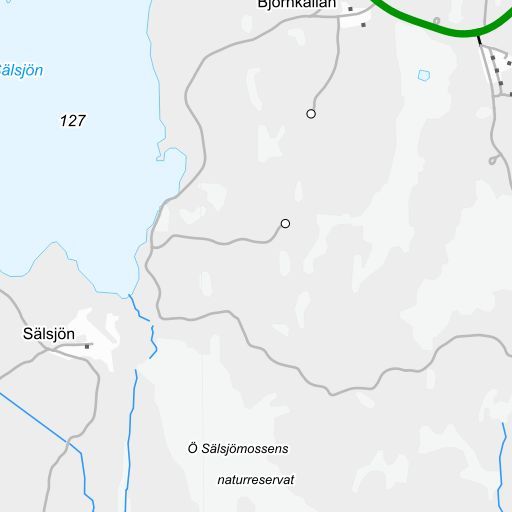 Björnkällan
Sälsjön
127
Sälsjön
Ö Sälsjömossens
naturreservat